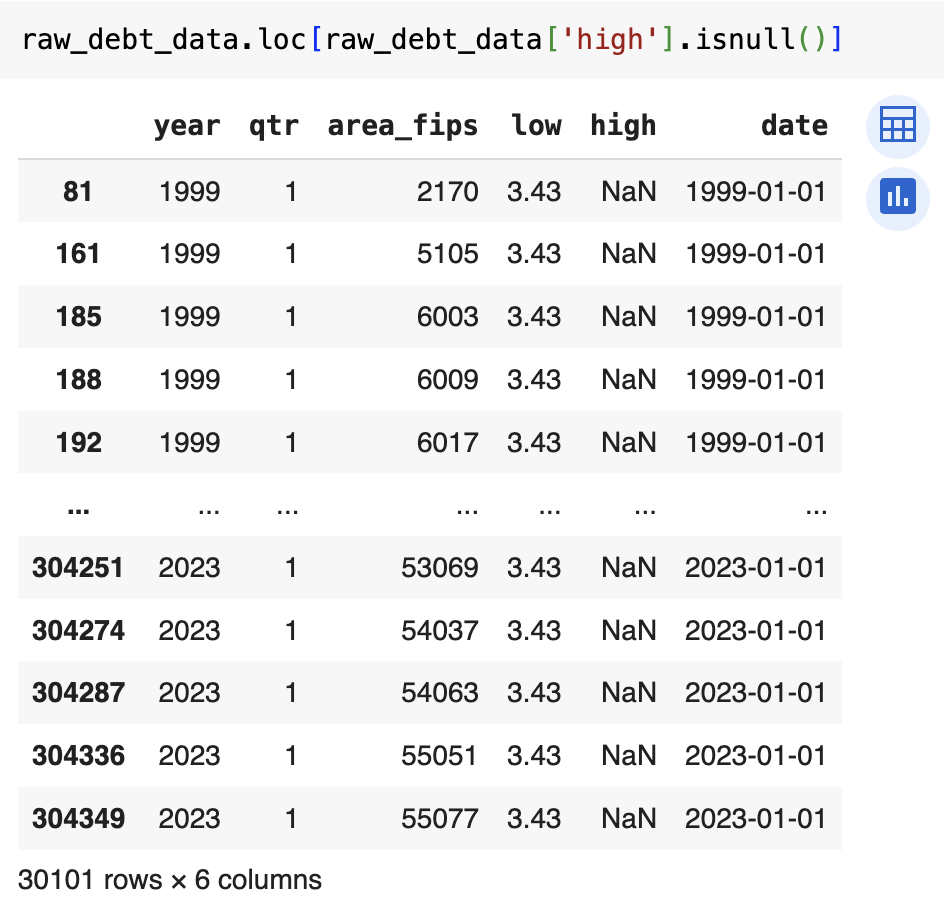 raw_debt_data.loc[raw_debt_data['high'].isnull()]
year qtr area_fips low high date
81 1999 1 2170 3.43 NaN 1999-01-01
161 1999 1 5105 3.43 NaN 1999-01-01
185 1999 1 6003 3.43 NaN 1999-01-01
188 1999 1 6009 3.43 NaN 1999-01-01
192 1999 1 6017 3.43 NaN 1999-01-01
... ... ... ... ... ... ...
304251 2023 1 53069 3.43 NaN 2023-01-01
304274 2023 1 54037 3.43 NaN 2023-01-01
304287 2023 1 54063 3.43 NaN 2023-01-01
304336 2023 1 55051 3.43 NaN 2023-01-01
304349 2023 1 55077 3.43 NaN 2023-01-01
30101 rows × 6 columns